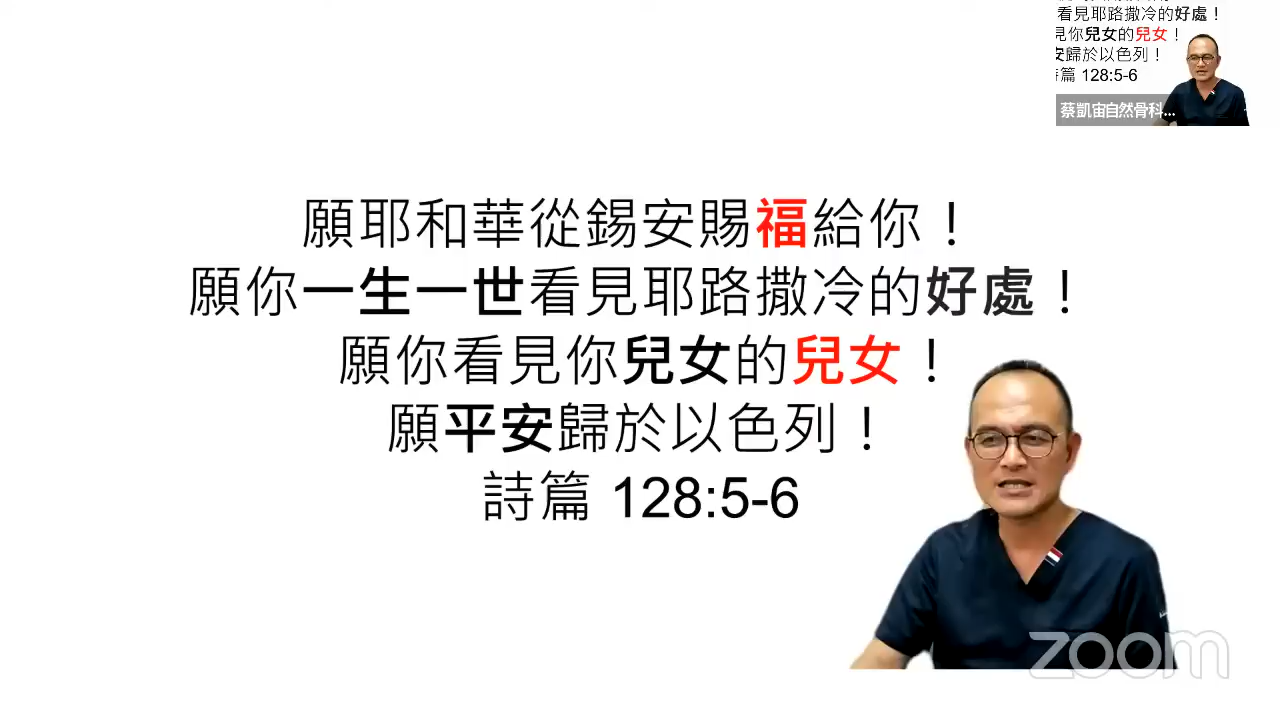 看見耶路撒冷的好處！
見你兒女的兒女！
安歸於以色列！
篇 128:5-6
蔡凱宙自然骨科...
願耶和華從錫安賜福給你！
願你一生一世看見耶路撒冷的好處！
願你看見你兒女的兒女！
願平安歸於以色列！
詩篇 128:5-6
zoom